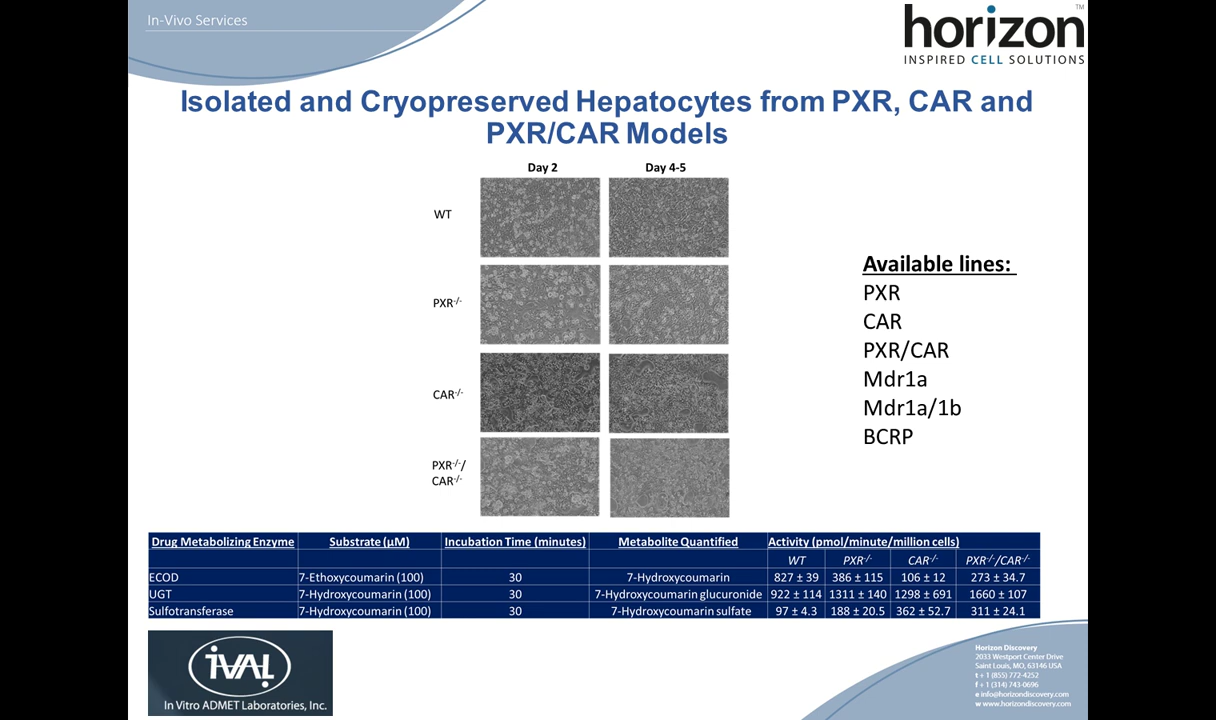 In-Vivo Services
horizon™
INSPIRED CELL SOLUTIONS
Isolated and Cryopreserved Hepatocytes from PXR, CAR and
PXR/CAR Models
Day 2 Day 4-5
WT
PXR-/-
CAR-/-
PXR-/-/
CAR-/-
Available lines:
PXR
CAR
PXR/CAR
Mdr1a
Mdr1a/1b
BCRP
Drug Metabolizing Enzyme Substrate (µM) Incubation Time (minutes) Metabolite Quantified Activity (pmol/minute/million cells)
WT PXR-/- CAR-/- PXR-/-/CAR-/-
ECOD 7-Ethoxycoumarin (100) 30 7-Hydroxycoumarin 827 ± 39 386 ± 115 106 ± 12 273 ± 34.7
UGT 7-Hydroxycoumarin (100) 30 7-Hydroxycoumarin glucuronide 922 ± 114 1311 ± 140 1298 ± 691 1660 ± 107
Sulfotransferase 7-Hydroxycoumarin (100) 30 7-Hydroxycoumarin sulfate 97 ± 4.3 188 ± 20.5 362 ± 52.7 311 ± 24.1
iVAL
In Vitro ADMET Laboratories, Inc.
Horizon Discovery
2033 Westport Center Drive
Saint Louis, MO, 63146 USA
t + 1 (855) 772-4252
f + 1 (314) 743-0696
e info@horizondiscovery.com
w www.horizondiscovery.com